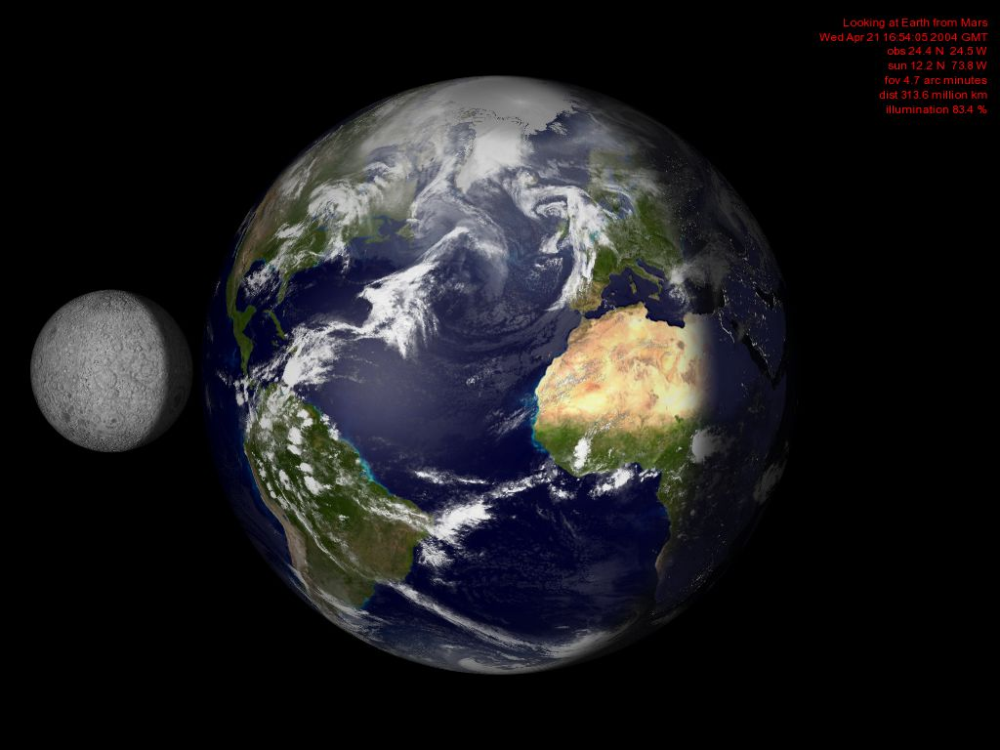 Looking at Earth from Mars
Wed Apr 21 16:54:05 2004 GMT
obs 24.4 N  24.5 W
sun 12.2 N  73.8 W
fov 4.7 arc minutes
dist 313.6 million km
illumination 83.4 %